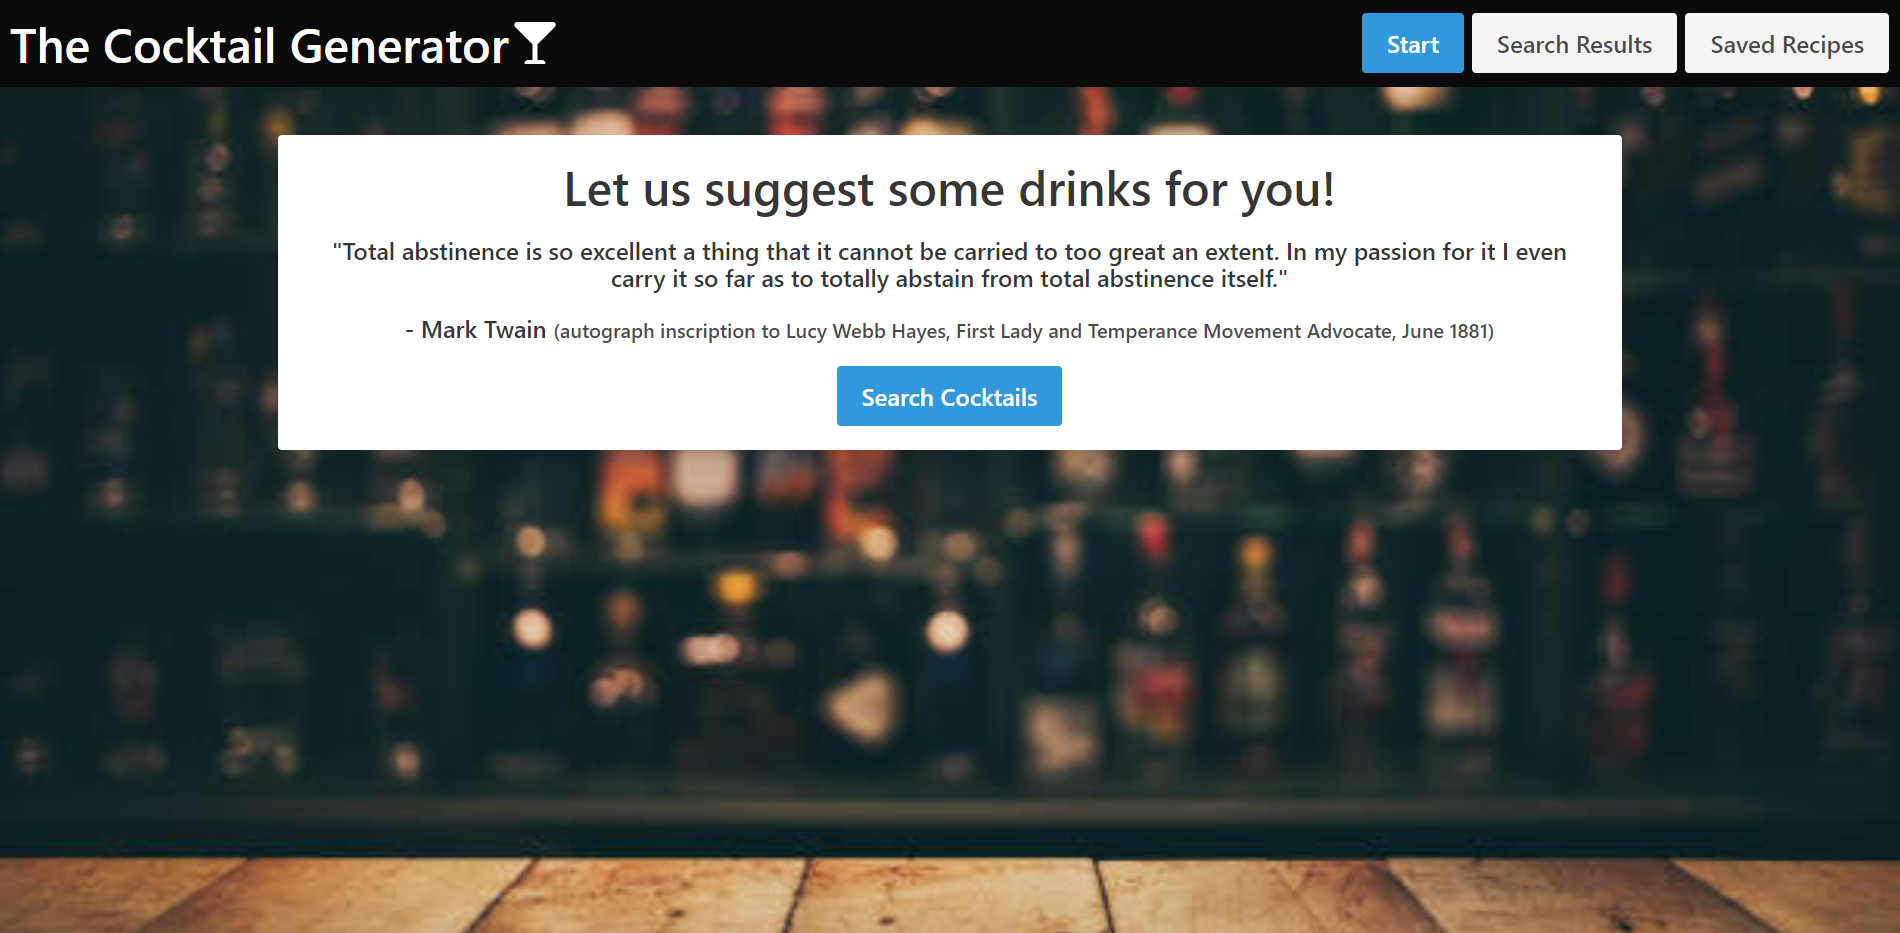 The Cocktail Generator
Start
Search Results
Saved Recipes
Let us suggest some drinks for you!
"Total abstinence is so excellent a thing that it cannot be carried to too great an extent. In my passion for it I even
carry it so far as to totally abstain from total abstinence itself."
- Mark Twain (autograph inscription to Lucy Webb Hayes, First Lady and Temperance Movement Advocate, June 1881)
Search Cocktails